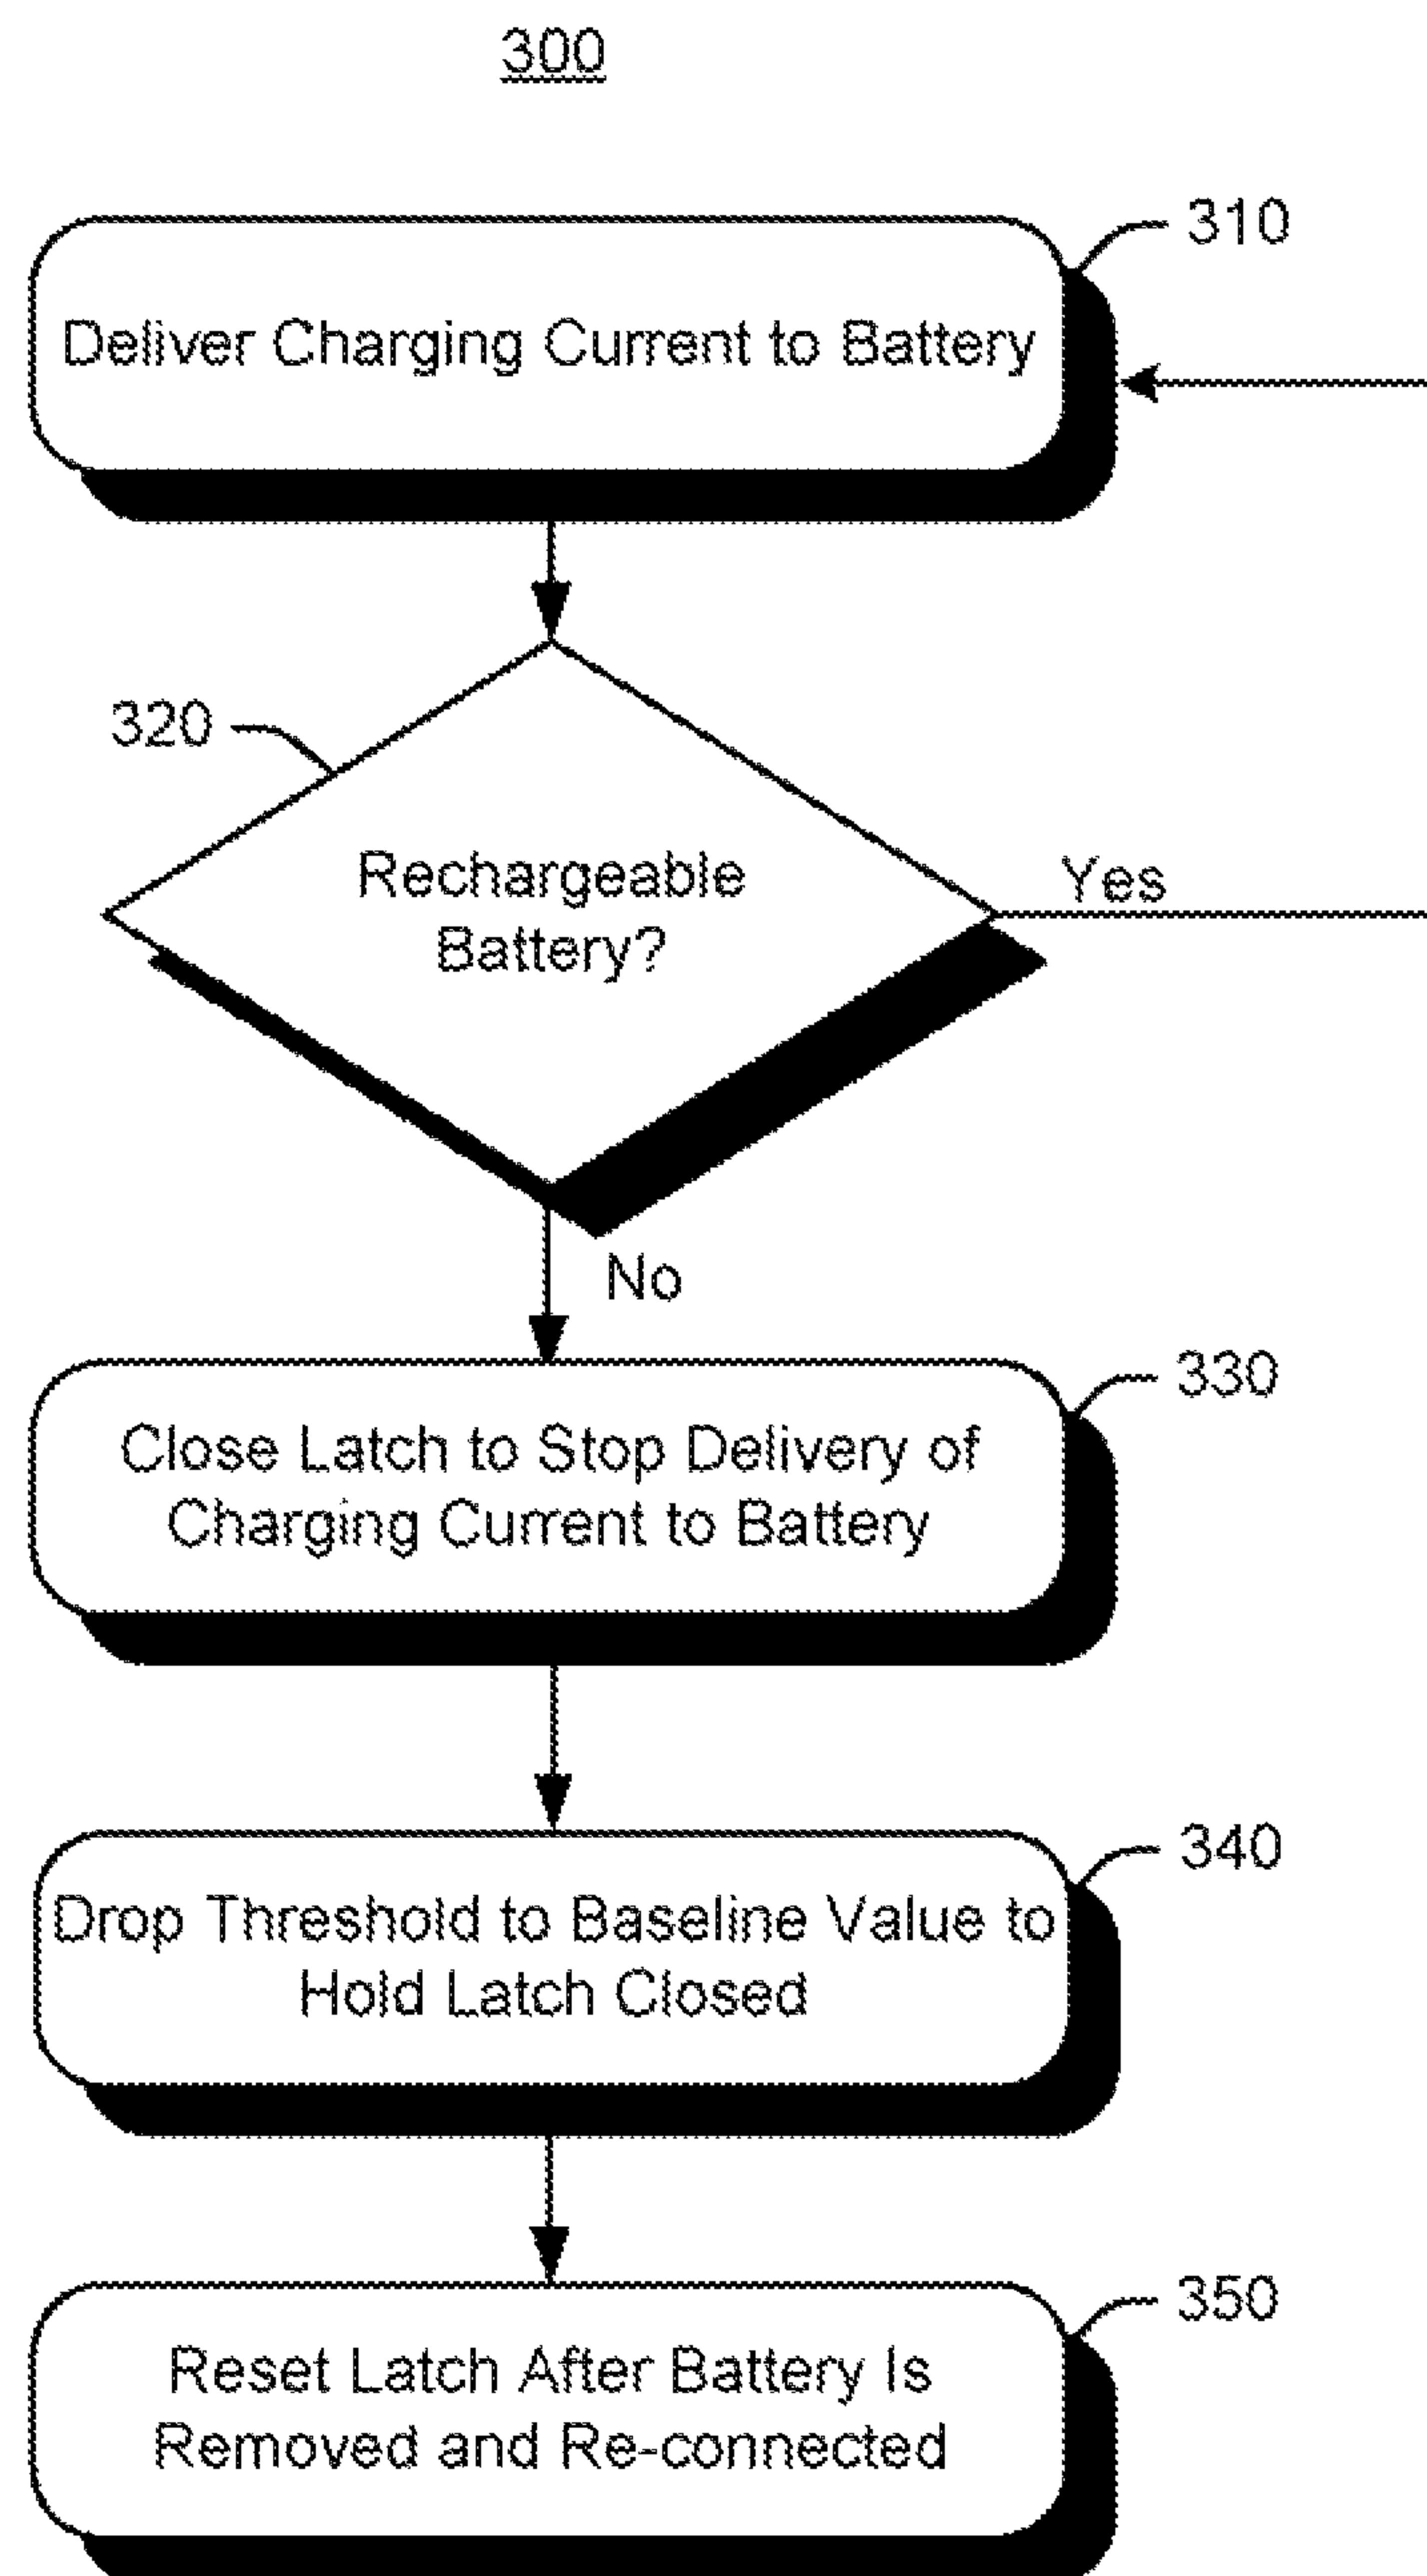 300
310
Deliver Charging Current to Battery
320
Rechargeable
Battery?
Yes
No
330
Close Latch to Stop Delivery of
Charging Current to Battery
340
Drop Threshold to Baseline Value to
Hold Latch Closed
350
Reset Latch After Battery Is
Removed and Re-connected